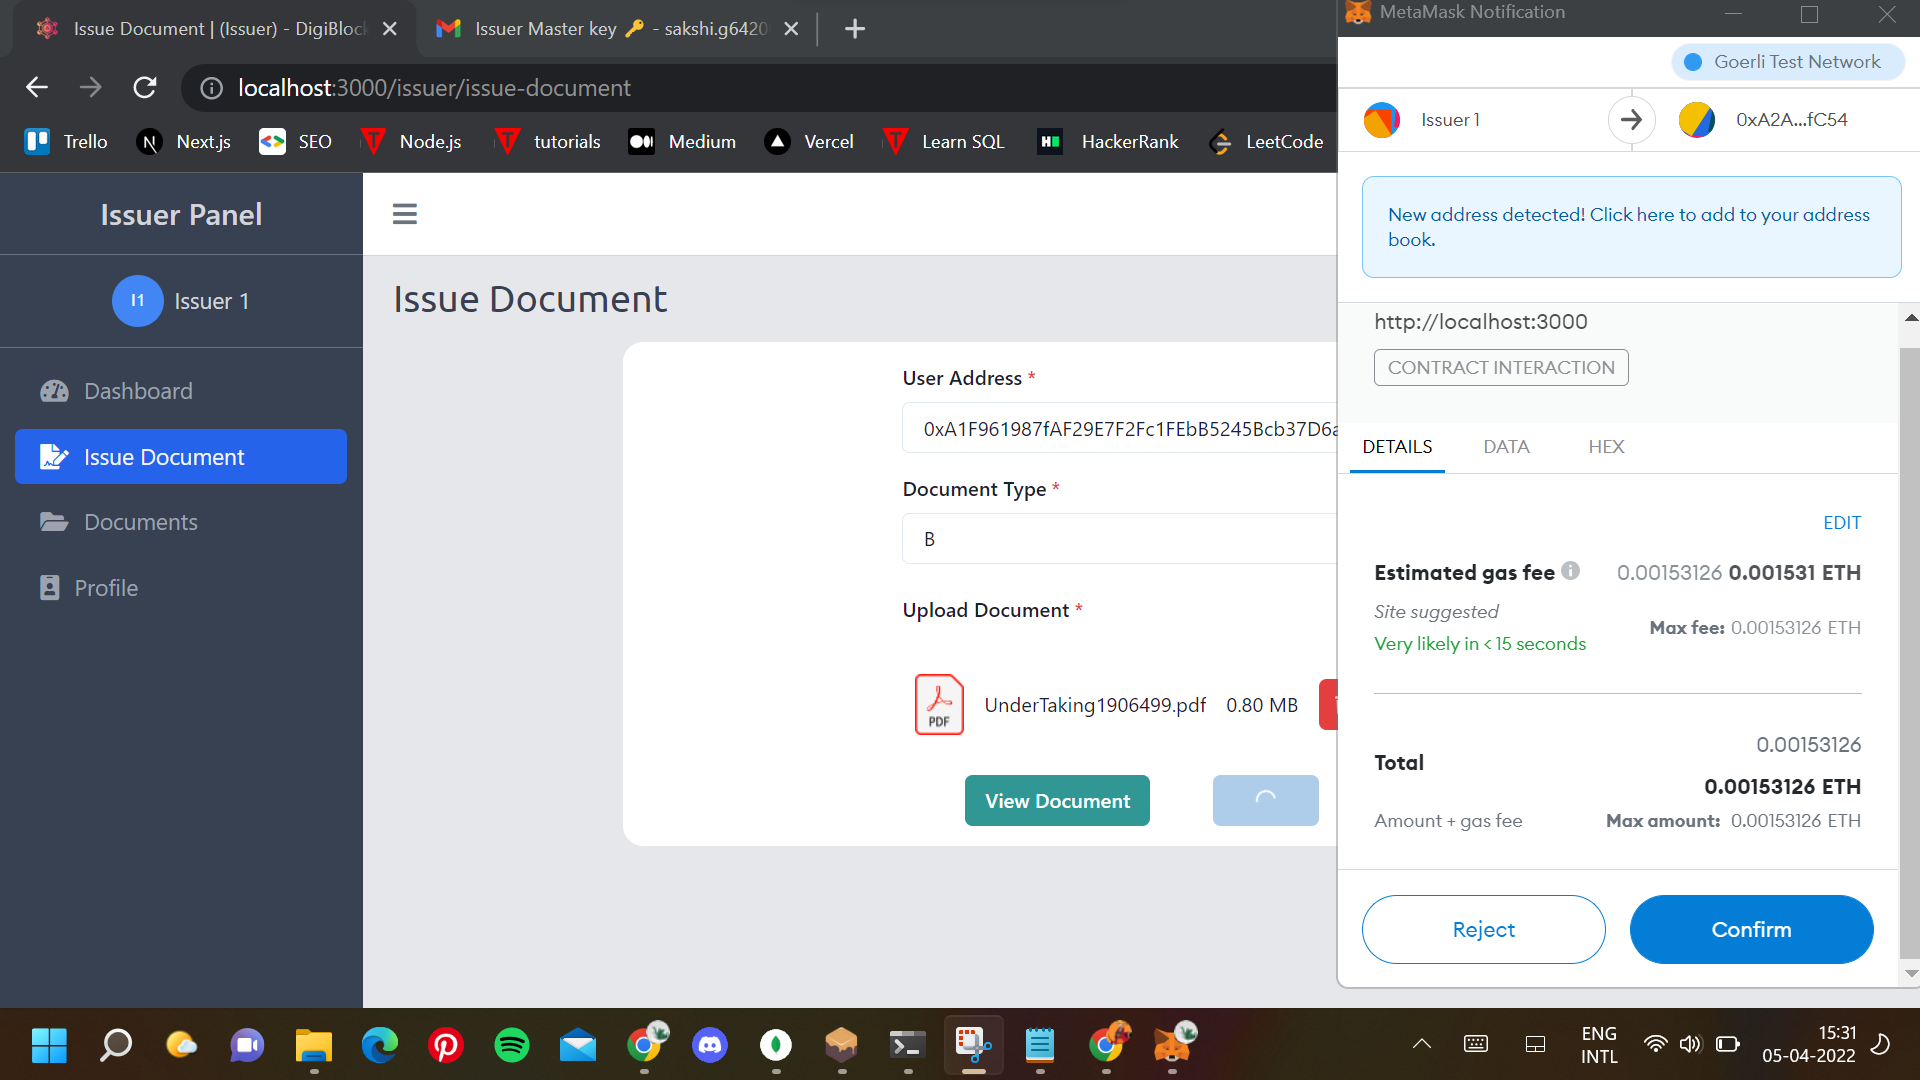 Issue Document | (Issuer) - DigiBlock
Issuer Master key 🔑 - sakshi.g6420
localhost:3000/issuer/issue-document
Trello
Next.js
SEO
Node.js
tutorials
Medium
Vercel
Learn SQL
HackerRank
LeetCode
Issuer Panel
I1
Issuer 1
Dashboard
Issue Document
Documents
Profile
Issue Document
User Address *
0xA1F961987fAF29E7F2Fc1FEbB5245Bcb37D6a
Document Type *
B
Upload Document *
PDF
UnderTaking1906499.pdf 0.80 MB
View Document
MetaMask Notification
Goerli Test Network
Issuer 1
0xA2A...fC54
New address detected! Click here to add to your address
book.
http://localhost:3000
CONTRACT INTERACTION
DETAILS
DATA
HEX
EDIT
Estimated gas fee 0.00153126 0.001531 ETH
Site suggested
Max fee: 0.00153126 ETH
Very likely in < 15 seconds
0.00153126
Total
0.00153126 ETH
Amount + gas fee
Max amount: 0.00153126 ETH
Reject
Confirm
ENG
INTL
15:31
05-04-2022